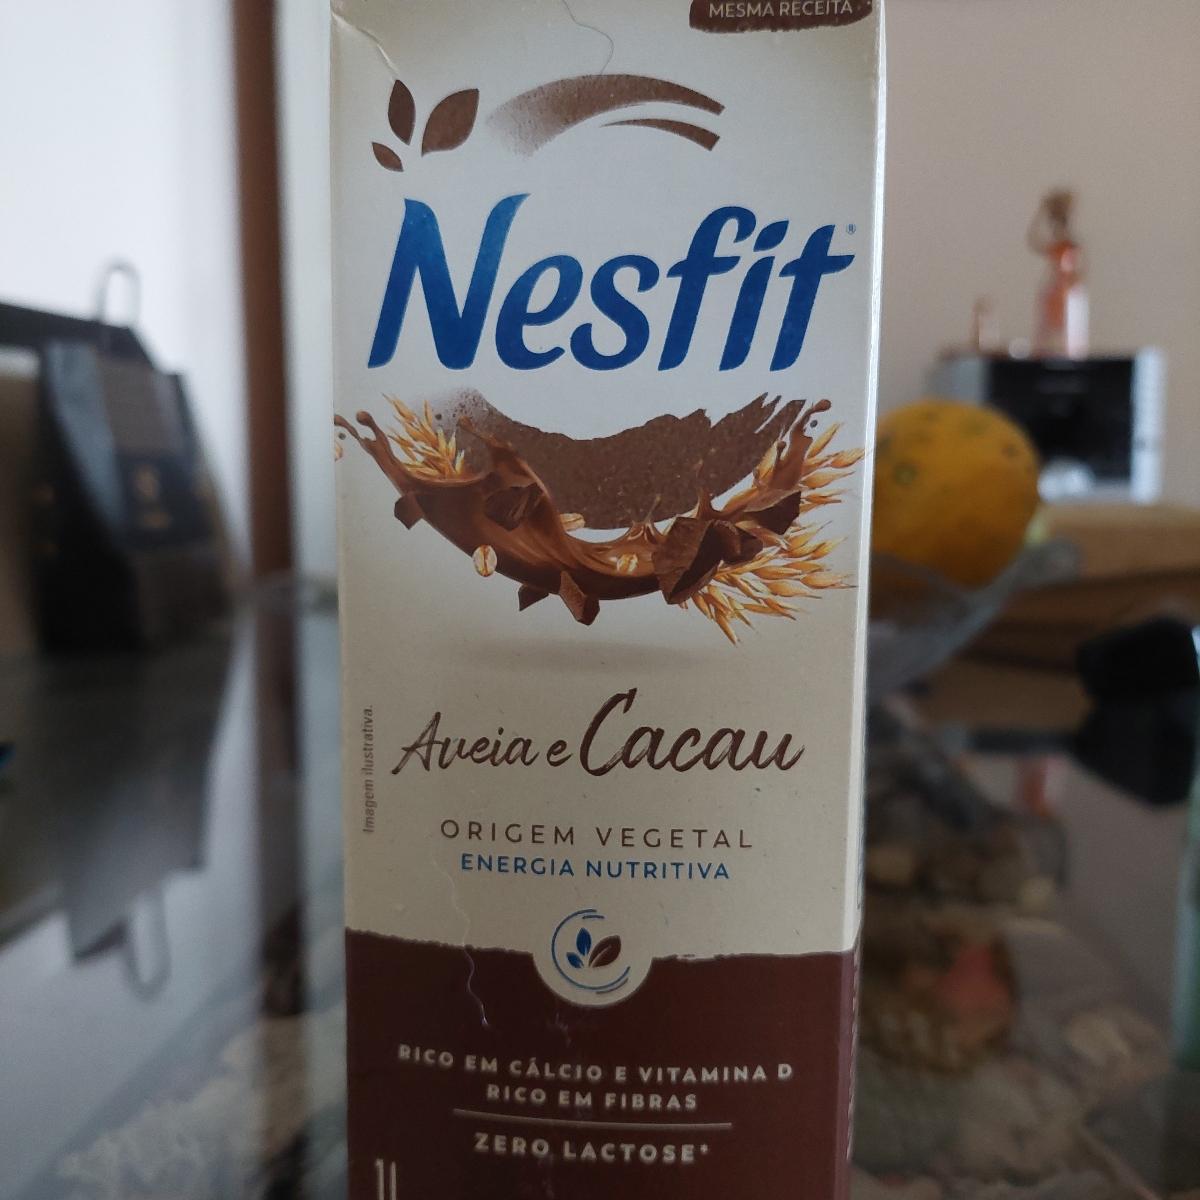 MESMA RECEITA
Nesfit®
Aveia e Cacau
Imagem ilustrativa.
ORIGEM VEGETAL
ENERGIA NUTRITIVA
RICO EM CÁLCIO E VITAMINA D
RICO EM FIBRAS
ZERO LACTOSE*
1L